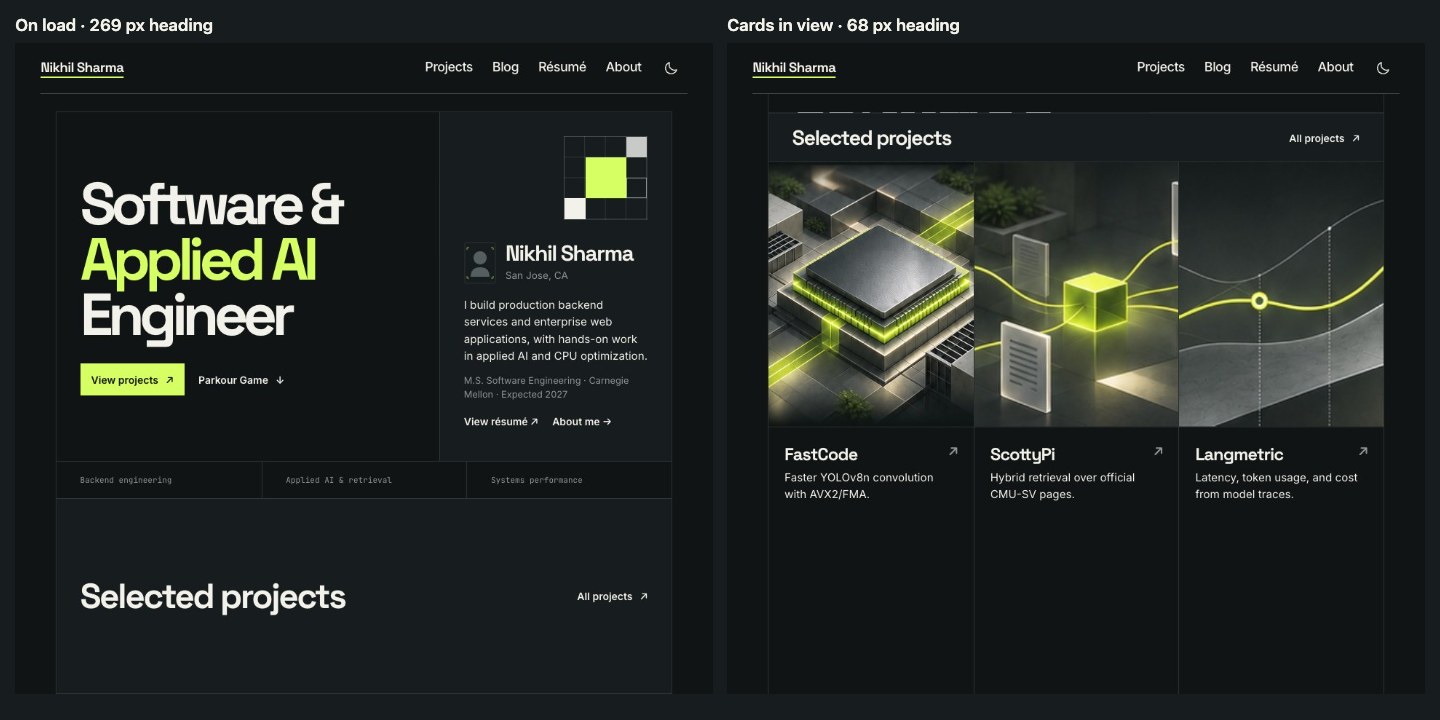 On load · 269 px heading
Nikhil Sharma
Projects Blog Résumé About
Software &
Applied AI
Engineer
View projects ↗ Parkour Game ↓
Nikhil Sharma
San Jose, CA
I build production backend
services and enterprise web
applications, with hands-on work
in applied AI and CPU optimization.
M.S. Software Engineering · Carnegie
Mellon · Expected 2027
View résumé ↗ About me →
Backend engineering
Applied AI & retrieval
Systems performance
Selected projects
All projects ↗
Cards in view · 68 px heading
Nikhil Sharma
Projects Blog Résumé About
Selected projects
All projects ↗
FastCode ↗
Faster YOLOv8n convolution
with AVX2/FMA.
ScottyPi ↗
Hybrid retrieval over official
CMU-SV pages.
Langmetric ↗
Latency, token usage, and cost
from model traces.